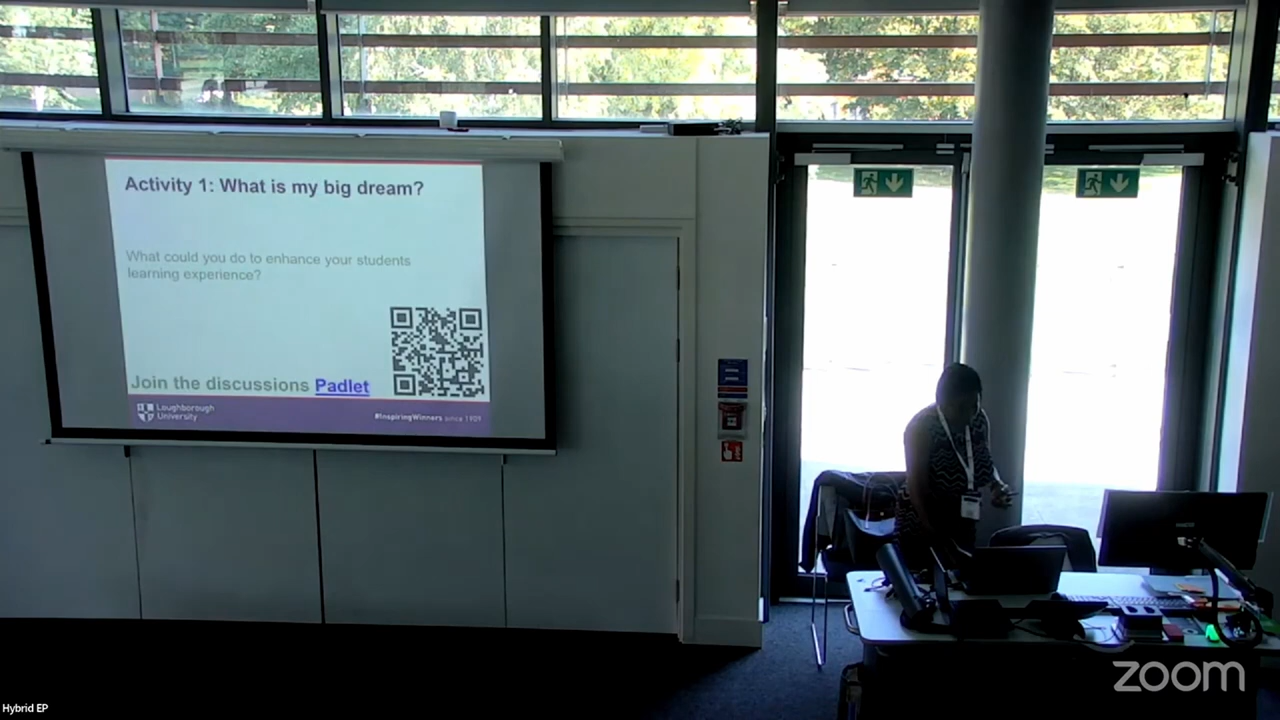 Activity 1: What is my big dream?
What could you do to enhance your students
learning experience?
Join the discussions Padlet
Loughborough
University
#InspiringWinners since 1909
zoom
Hybrid EP